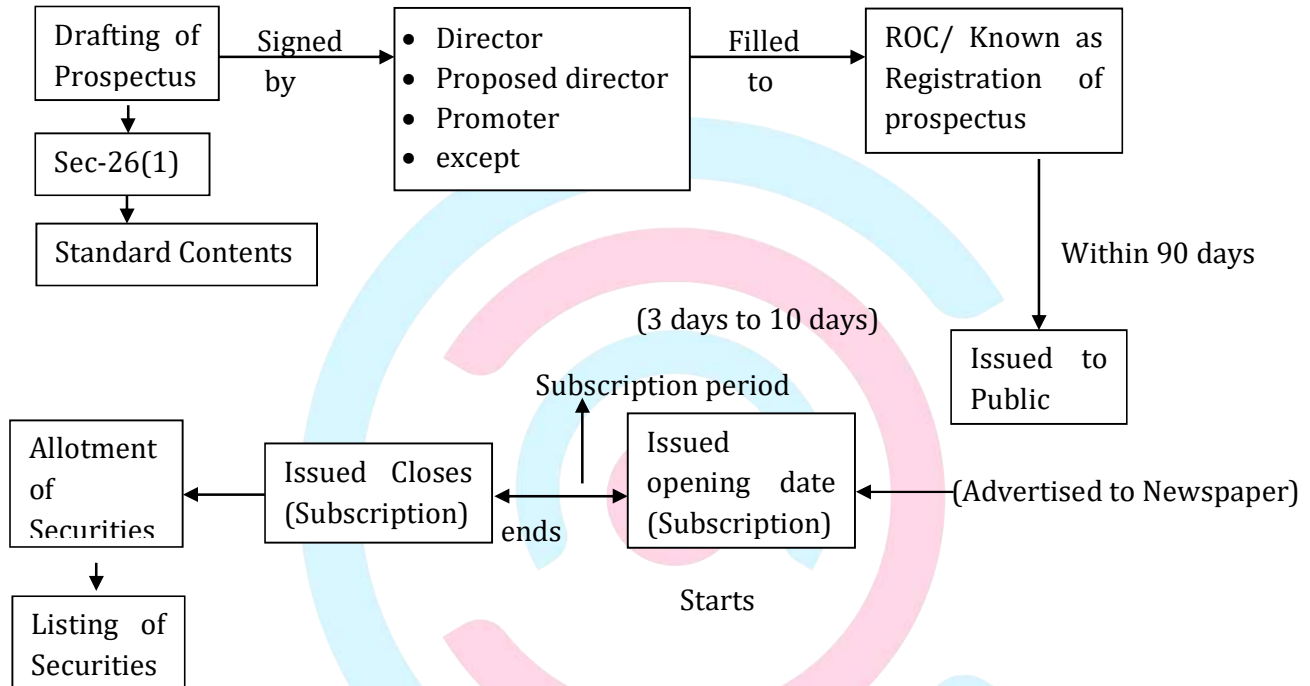 Drafting of
Prospectus
Signed
by
• Director
• Proposed director
• Promoter
• except
Filled
to
ROC/ Known as
Registration of
prospectus
Sec-26(1)
Standard Contents
Within 90 days
Issued to
Public
(3 days to 10 days)
Subscription period
(Advertised to Newspaper)
Issued
opening date
(Subscription)
Starts
ends
Issued Closes
(Subscription)
Allotment
of
Securities
Listing of
Securities